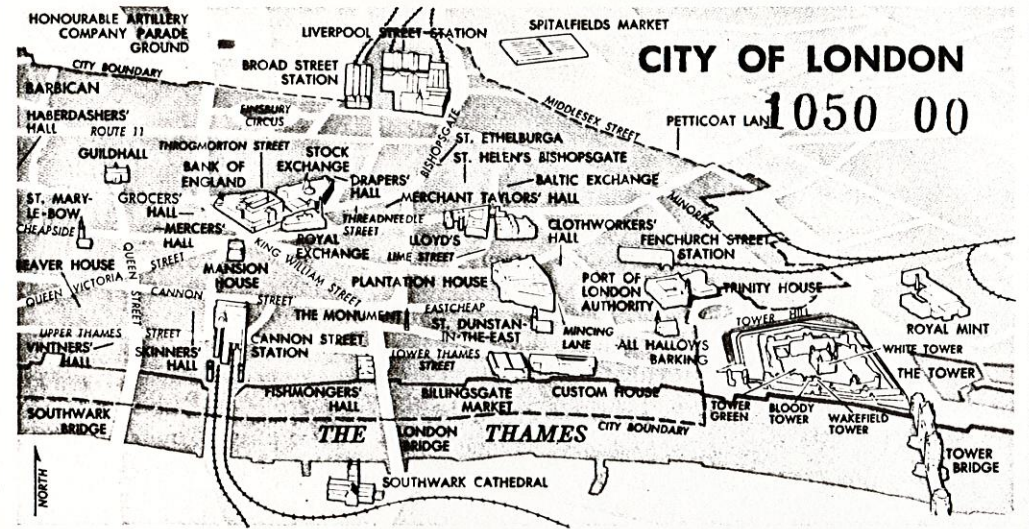 HONOURABLE ARTILLERY
COMPANY PARADE
GROUND
LIVERPOOL STREET STATION
SPITALFIELDS MARKET
CITY OF LONDON
1050 00
CITY BOUNDARY
BROAD STREET
STATION
BARBICAN
MIDDLESEX STREET
PETTICOAT LANE
HABERDASHERS'
HALL
ROUTE 11
FINSBURY
CIRCUS
BISHOPSGATE
ST. ETHELBURGA
ST. HELEN'S BISHOPSGATE
GUILDHALL
THROGMORTON STREET
BANK OF
ENGLAND
STOCK
EXCHANGE
DRAPERS'
HALL
BALTIC EXCHANGE
MERCHANT TAYLORS' HALL
MINORIES
ST. MARY-
LE-BOW
CHEAPSIDE
GROCERS'
HALL
MERCERS'
HALL
THREADNEEDLE
STREET
ROYAL
EXCHANGE
LLOYD'S
LIME STREET
CLOTHWORKERS'
HALL
FENCHURCH STREET
STATION
BEAVER HOUSE
QUEEN VICTORIA STREET
QUEEN STREET
MANSION
HOUSE
KING WILLIAM STREET
PLANTATION HOUSE
PORT OF
LONDON
AUTHORITY
TRINITY HOUSE
CANNON STREET
THE MONUMENT
EASTCHEAP
ST. DUNSTAN-
IN-THE-EAST
MINCING
LANE
TOWER HILL
ROYAL MINT
UPPER THAMES STREET
VINTNERS'
HALL
SKINNERS'
HALL
CANNON STREET
STATION
LOWER THAMES
STREET
ALL HALLOWS
BARKING
WHITE TOWER
THE TOWER
FISHMONGERS'
HALL
BILLINGSGATE
MARKET
CUSTOM HOUSE
TOWER
GREEN
BLOODY
TOWER
WAKEFIELD
TOWER
SOUTHWARK
BRIDGE
THE THAMES
LONDON
BRIDGE
CITY BOUNDARY
TOWER
BRIDGE
NORTH
SOUTHWARK CATHEDRAL